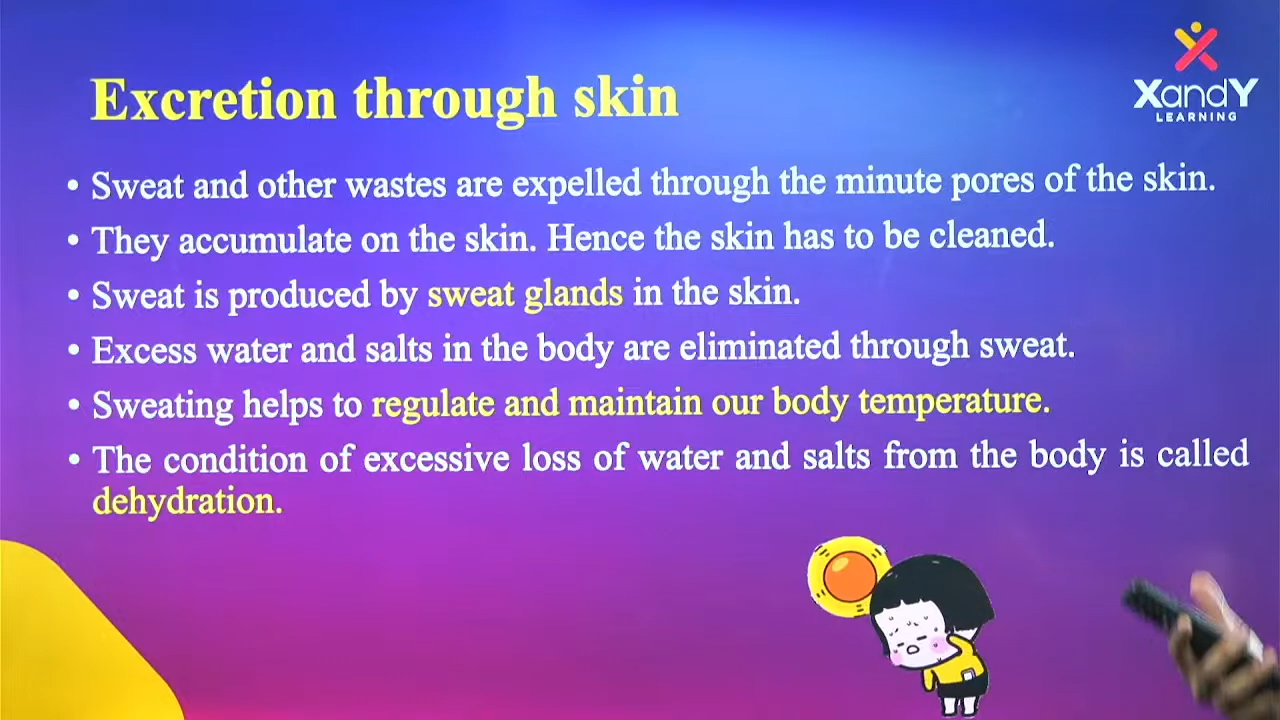 XandY
LEARNING
Excretion through skin
• Sweat and other wastes are expelled through the minute pores of the skin.
• They accumulate on the skin. Hence the skin has to be cleaned.
• Sweat is produced by sweat glands in the skin.
• Excess water and salts in the body are eliminated through sweat.
• Sweating helps to regulate and maintain our body temperature.
• The condition of excessive loss of water and salts from the body is called
dehydration.